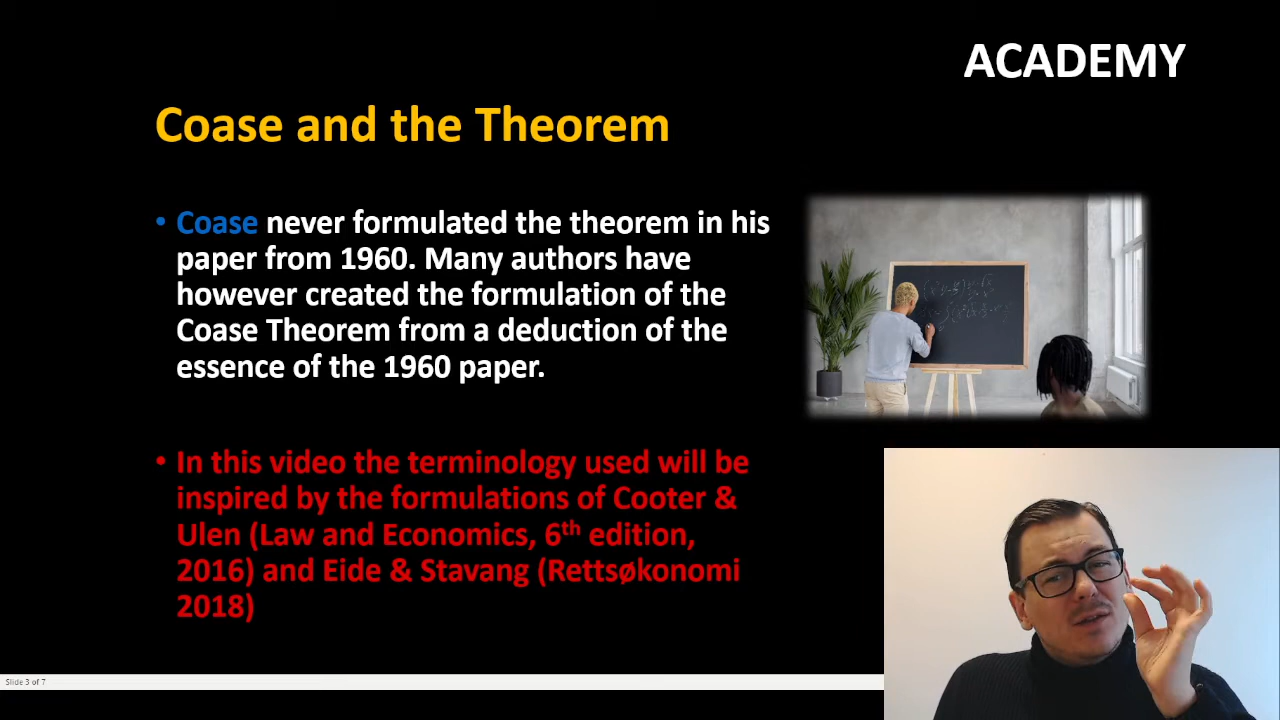 ACADEMY
Coase and the Theorem
• Coase never formulated the theorem in his
paper from 1960. Many authors have
however created the formulation of the
Coase Theorem from a deduction of the
essence of the 1960 paper.
• In this video the terminology used will be
inspired by the formulations of Cooter &
Ulen (Law and Economics, 6th edition,
2016) and Eide & Stavang (Rettsøkonomi
2018)
Slide 3 of 7